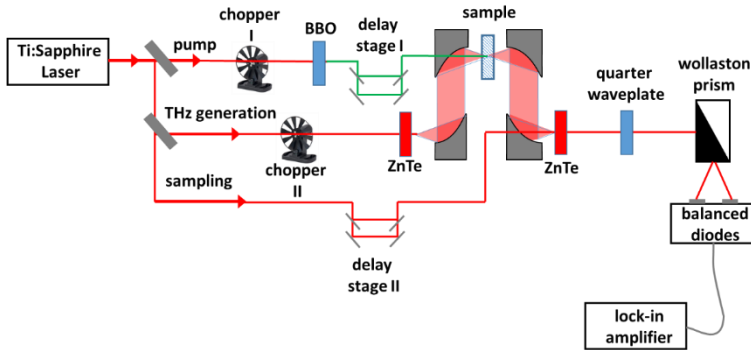 Ti:Sapphire
Laser
pump
chopper
I
BBO
delay
stage I
sample
THz generation
chopper
II
ZnTe
ZnTe
quarter
waveplate
wollaston
prism
sampling
delay
stage II
balanced
diodes
lock-in
amplifier